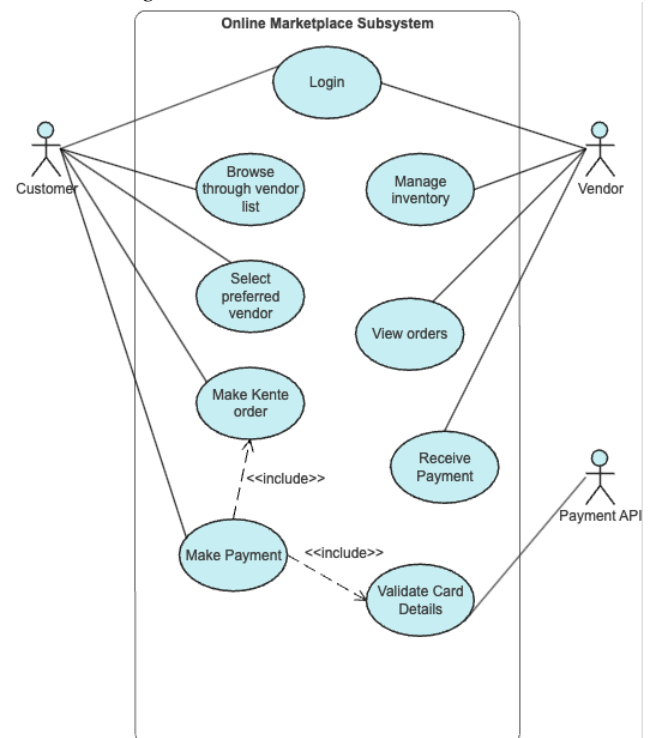 Online Marketplace Subsystem
Login
Customer
Browse
through vendor
list
Manage
inventory
Vendor
Select
preferred
vendor
View orders
Make Kente
order
<<include>>
Receive
Payment
Payment API
Make Payment
<<include>>
Validate Card
Details